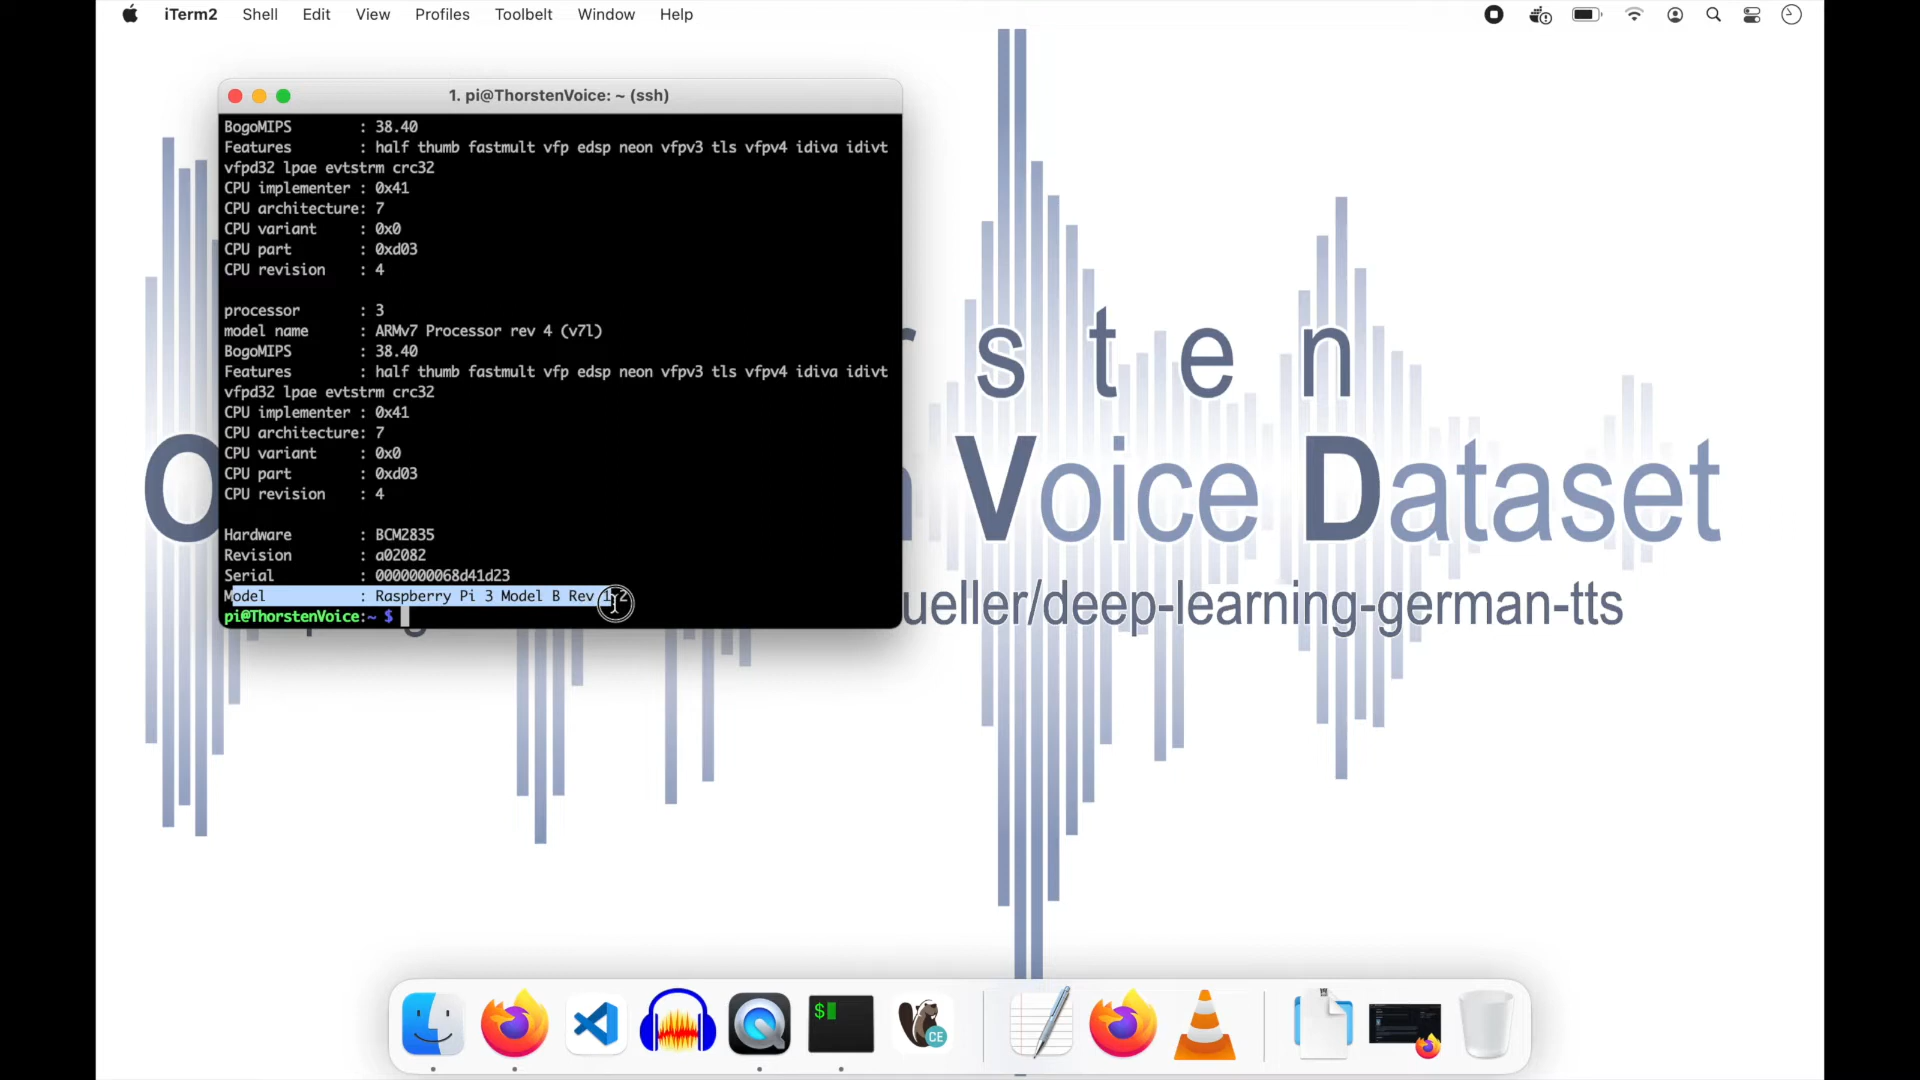 iTerm2 Shell Edit View Profiles Toolbelt Window Help
1. pi@ThorstenVoice: ~ (ssh)
BogoMIPS : 38.40
Features : half thumb fastmult vfp edsp neon vfpv3 tls vfpv4 idiva idivt
vfpd32 lpae evtstrm crc32
CPU implementer : 0x41
CPU architecture: 7
CPU variant : 0x0
CPU part : 0xd03
CPU revision : 4
processor : 3
model name : ARMv7 Processor rev 4 (v7l)
BogoMIPS : 38.40
Features : half thumb fastmult vfp edsp neon vfpv3 tls vfpv4 idiva idivt
vfpd32 lpae evtstrm crc32
CPU implementer : 0x41
CPU architecture: 7
CPU variant : 0x0
CPU part : 0xd03
CPU revision : 4
Hardware : BCM2835
Revision : a02082
Serial : 0000000068d41d23
Model : Raspberry Pi 3 Model B Rev 1.2
pi@ThorstenVoice:~ $
s t e n
Voice Dataset
ueller/deep-learning-german-tts
$
CE